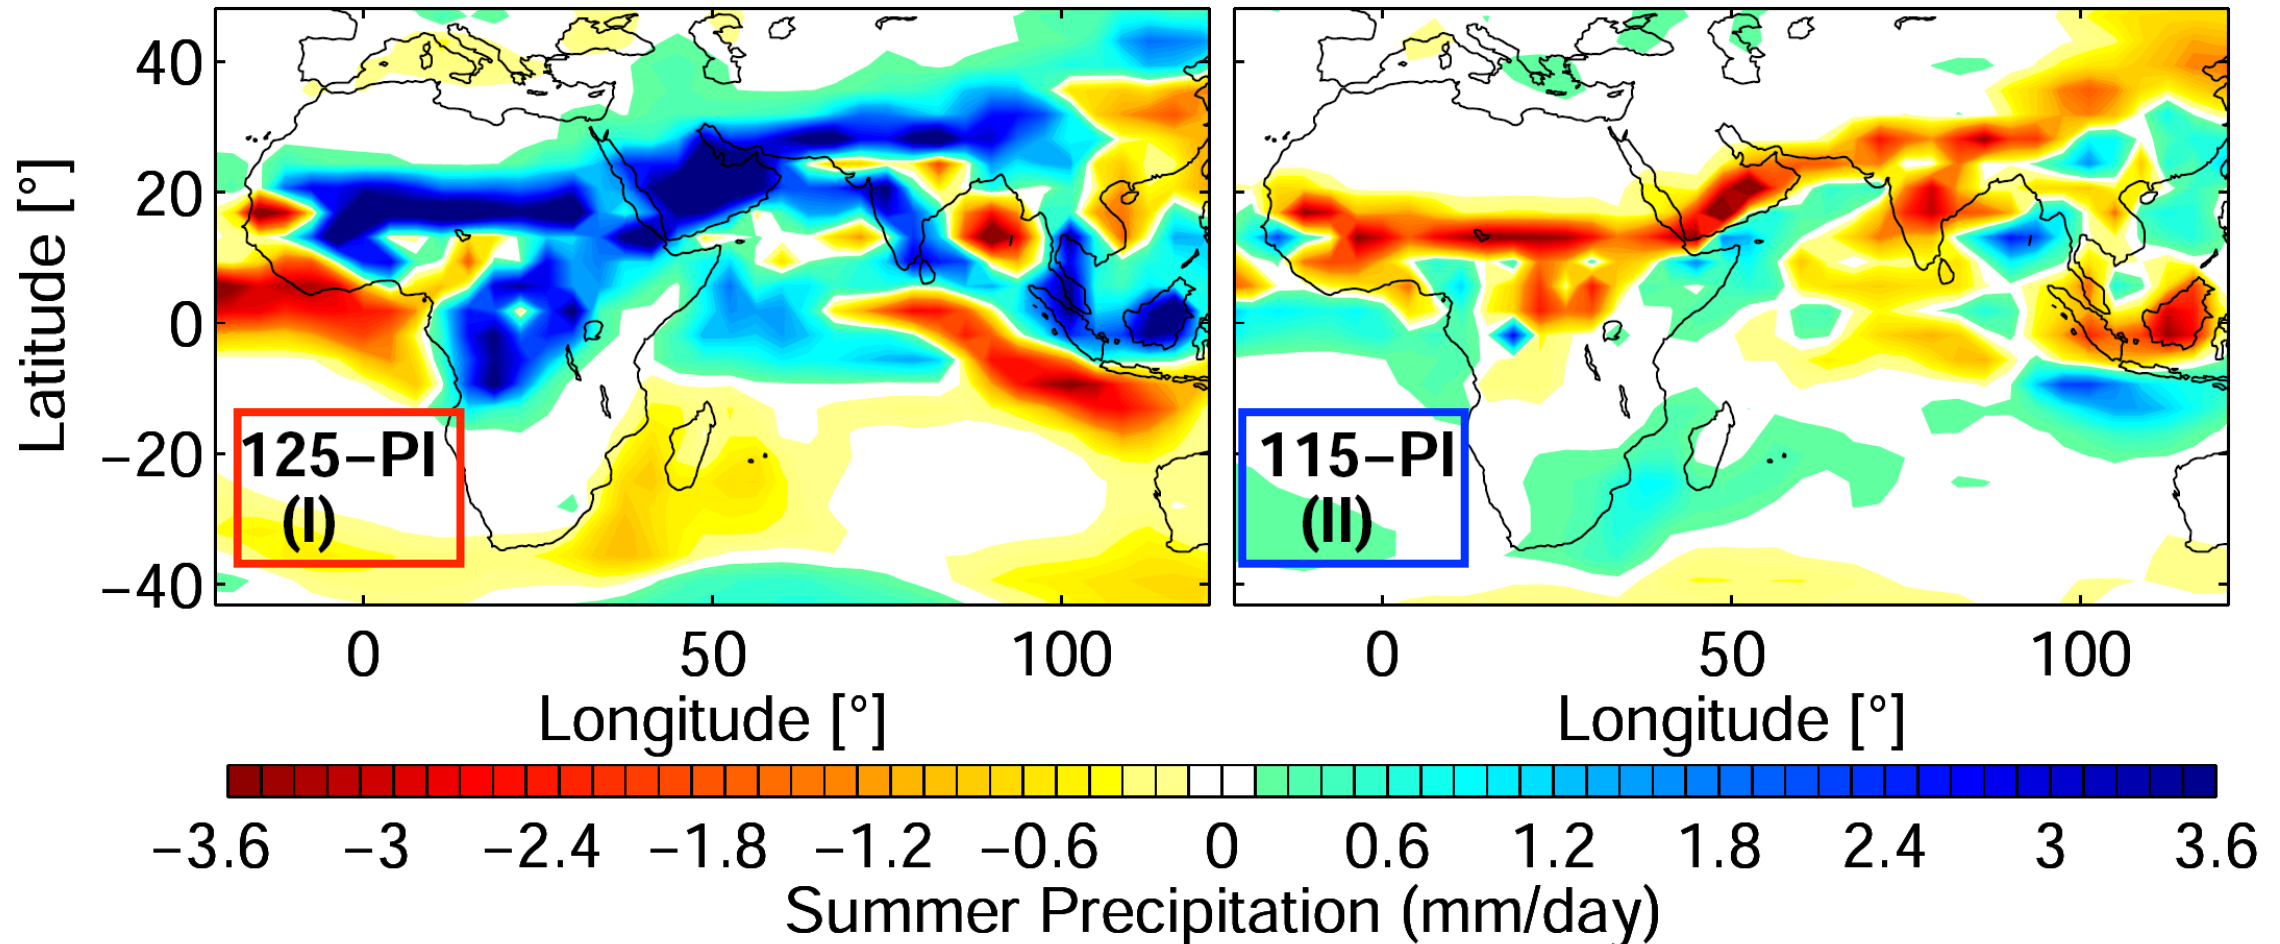 40
20
0
−20
−40
Latitude [°]
125−PI
(I)
115−PI
(II)
0 50 100
0 50 100
Longitude [°]
Longitude [°]
−3.6 −3 −2.4 −1.8 −1.2 −0.6 0 0.6 1.2 1.8 2.4 3 3.6
Summer Precipitation (mm/day)